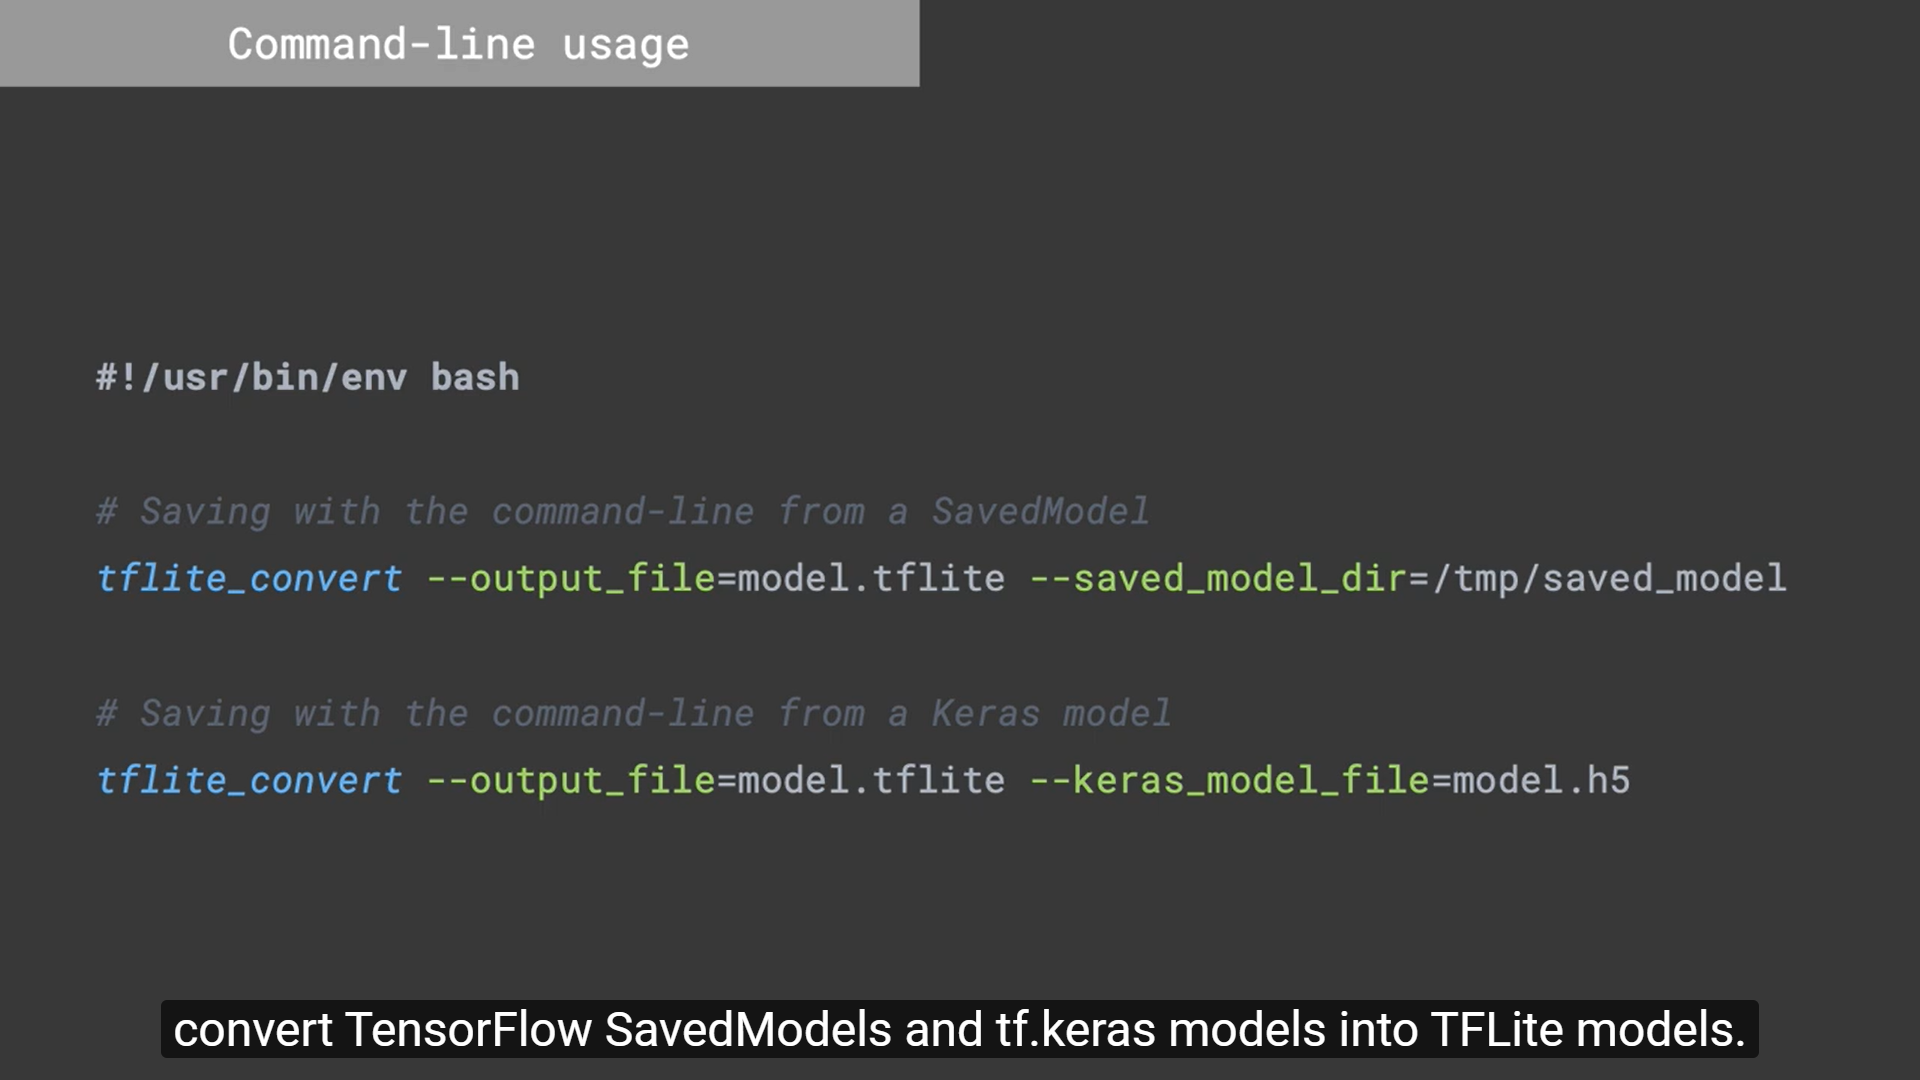 Command-line usage
#!/usr/bin/env bash
# Saving with the command-line from a SavedModel
tflite_convert --output_file=model.tflite --saved_model_dir=/tmp/saved_model
# Saving with the command-line from a Keras model
tflite_convert --output_file=model.tflite --keras_model_file=model.h5
convert TensorFlow SavedModels and tf.keras models into TFLite models.